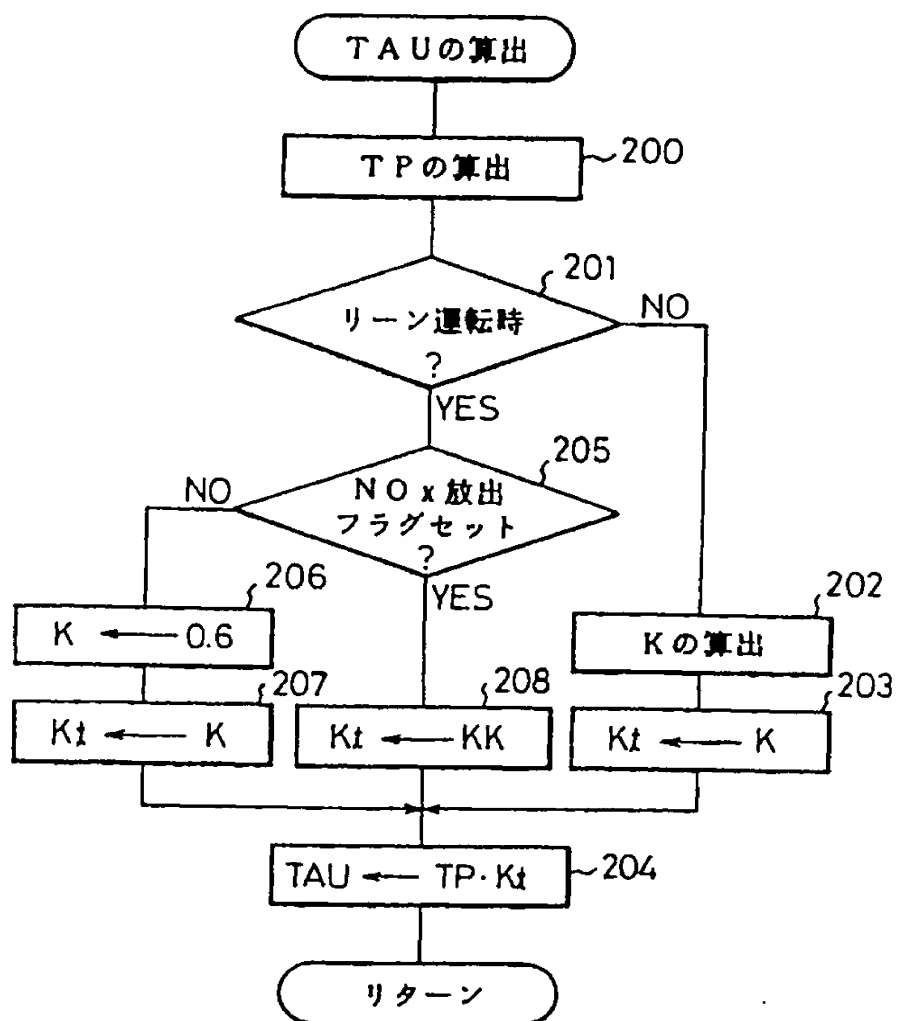 TAUの算出
TPの算出
200
201
リーン運転時
?
NO
YES
205
NOx放出
フラグセット
?
NO
YES
206
K ← 0.6
202
Kの算出
207
Kt ← K
208
Kt ← KK
203
Kt ← K
TAU ← TP・Kt
204
リターン